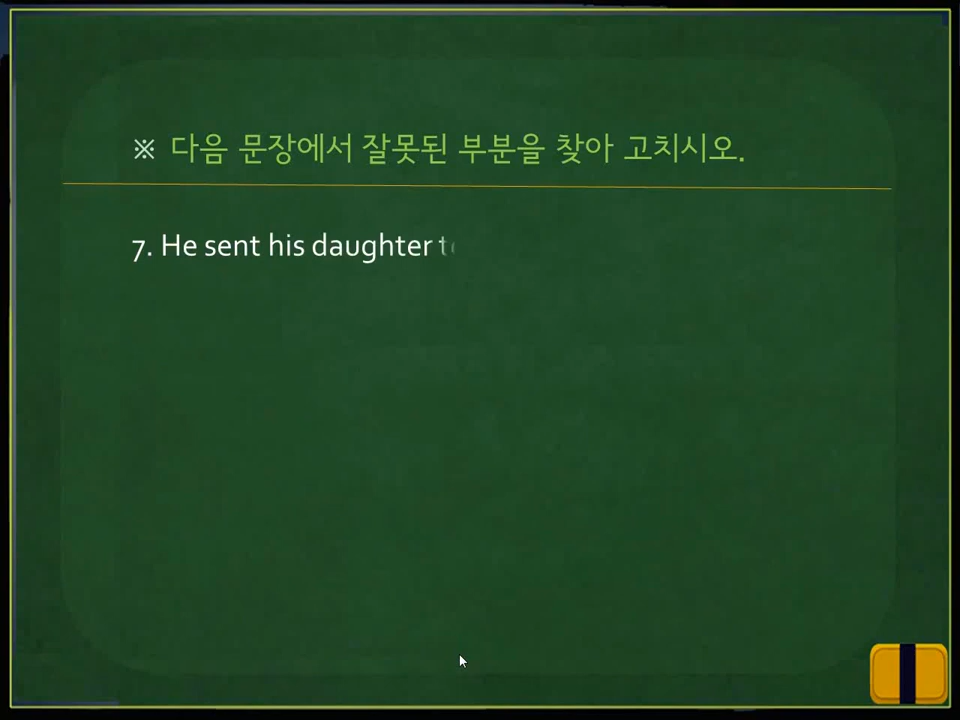 ※ 다음 문장에서 잘못된 부분을 찾아 고치시오.
7. He sent his daughter